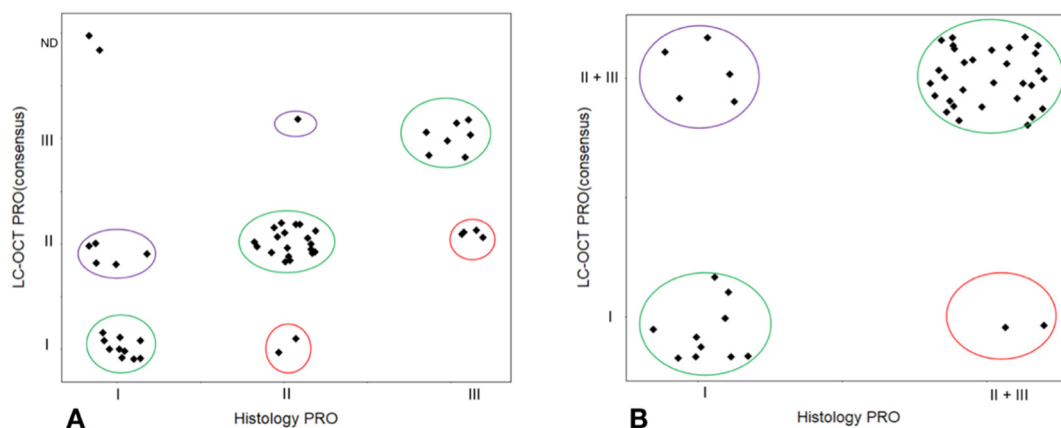 ND
III
II
I
LC-OCT PRO(consensus)
I
II
III
Histology PRO
A
II + III
I
LC-OCT PRO(consensus)
I
II + III
Histology PRO
B